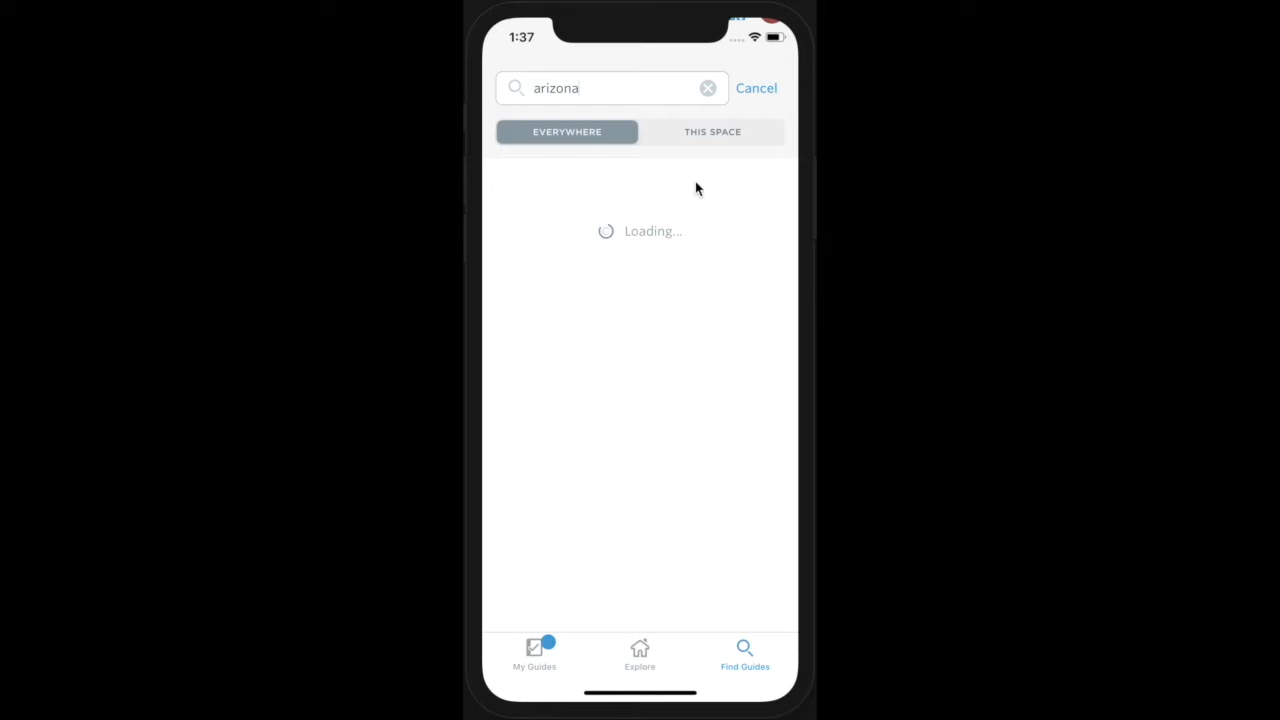 1:37
arizona Cancel
EVERYWHERE THIS SPACE
Loading...
My Guides Explore Find Guides